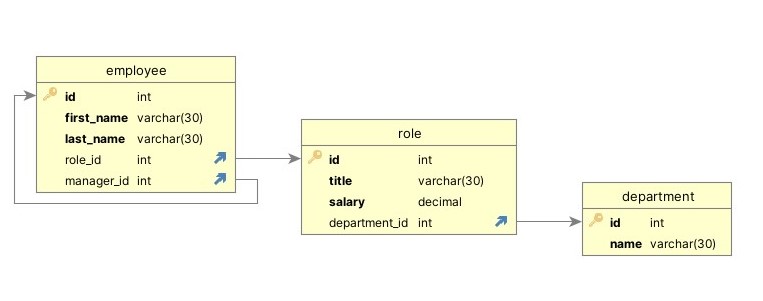 employee
id int
first_name varchar(30)
last_name varchar(30)
role_id int
manager_id int
role
id int
title varchar(30)
salary decimal
department_id int
department
id int
name varchar(30)